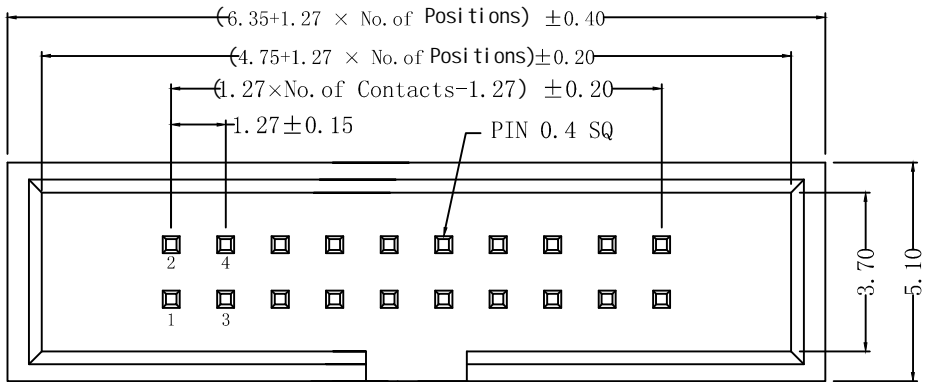 (6.35+1.27 × No.of Positions) ±0.40
(4.75+1.27 × No.of Positions)±0.20
(1.27×No.of Contacts-1.27) ±0.20
1.27±0.15
PIN 0.4 SQ
2 4
1 3
3.70
5.10